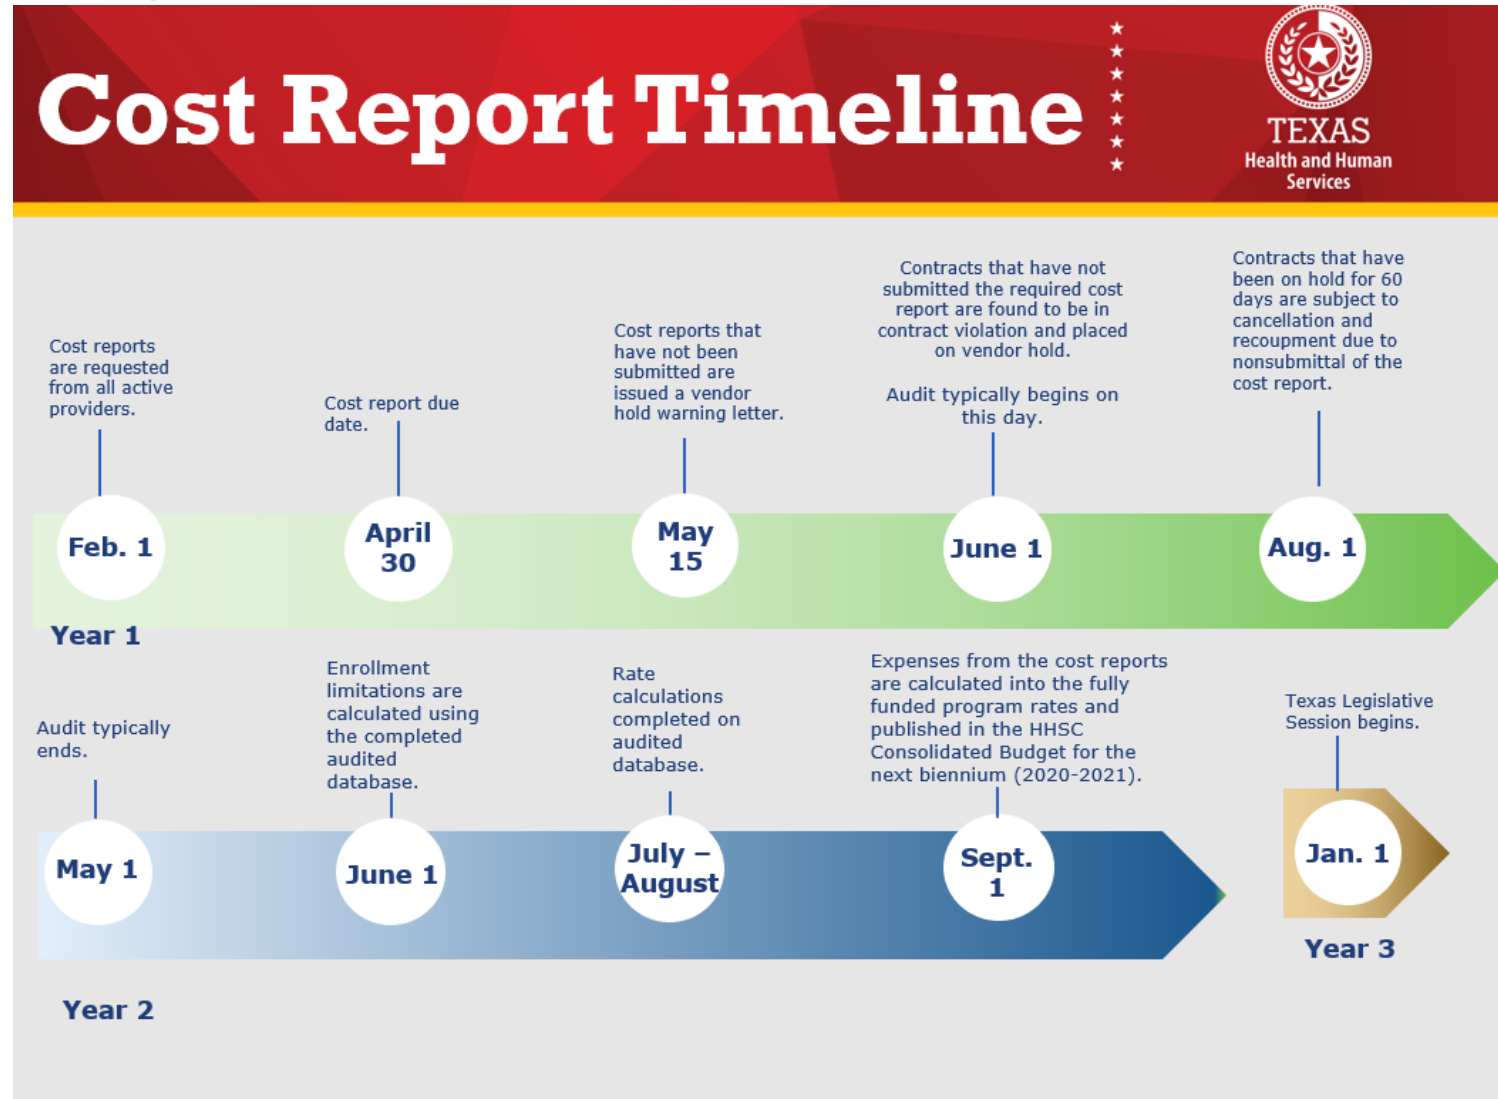 Cost Report Timeline
TEXAS
Health and Human
Services
Cost reports
are requested
from all active
providers.
Feb. 1
Cost report due
date.
April
30
Cost reports that
have not been
submitted are
issued a vendor
hold warning letter.
May
15
Contracts that have not
submitted the required cost
report are found to be in
contract violation and placed
on vendor hold.
Audit typically begins on
this day.
June 1
Contracts that have
been on hold for 60
days are subject to
cancellation and
recoupment due to
nonsubmittal of the
cost report.
Aug. 1
Year 1
Audit typically
ends.
May 1
Enrollment
limitations are
calculated using
the completed
audited
database.
June 1
Rate
calculations
completed on
audited
database.
July –
August
Expenses from the cost reports
are calculated into the fully
funded program rates and
published in the HHSC
Consolidated Budget for the
next biennium (2020-2021).
Sept.
1
Year 2
Texas Legislative
Session begins.
Jan. 1
Year 3